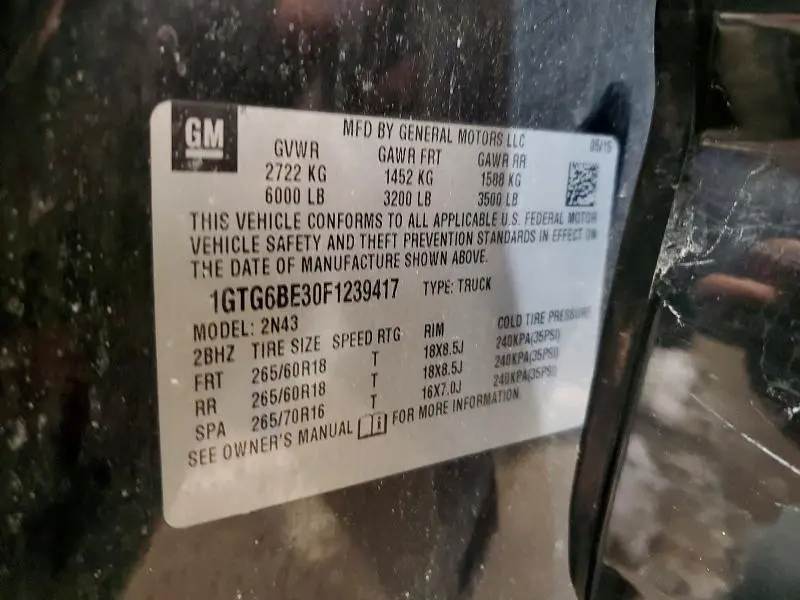 GM
MFD BY GENERAL MOTORS LLC 05/15
GVWR GAWR FRT GAWR RR
2722 KG 1452 KG 1588 KG
6000 LB 3200 LB 3500 LB
THIS VEHICLE CONFORMS TO ALL APPLICABLE U.S. FEDERAL MOTOR
VEHICLE SAFETY AND THEFT PREVENTION STANDARDS IN EFFECT ON
THE DATE OF MANUFACTURE SHOWN ABOVE.
1GTG6BE30F1239417 TYPE: TRUCK
MODEL: 2N43
2BHZ TIRE SIZE SPEED RTG RIM COLD TIRE PRESSURE
FRT 265/60R18 T 18X8.5J 240KPA(35PSI)
RR 265/60R18 T 18X8.5J 240KPA(35PSI)
SPA 265/70R16 T 16X7.0J 240KPA(35PSI)
SEE OWNER'S MANUAL FOR MORE INFORMATION.